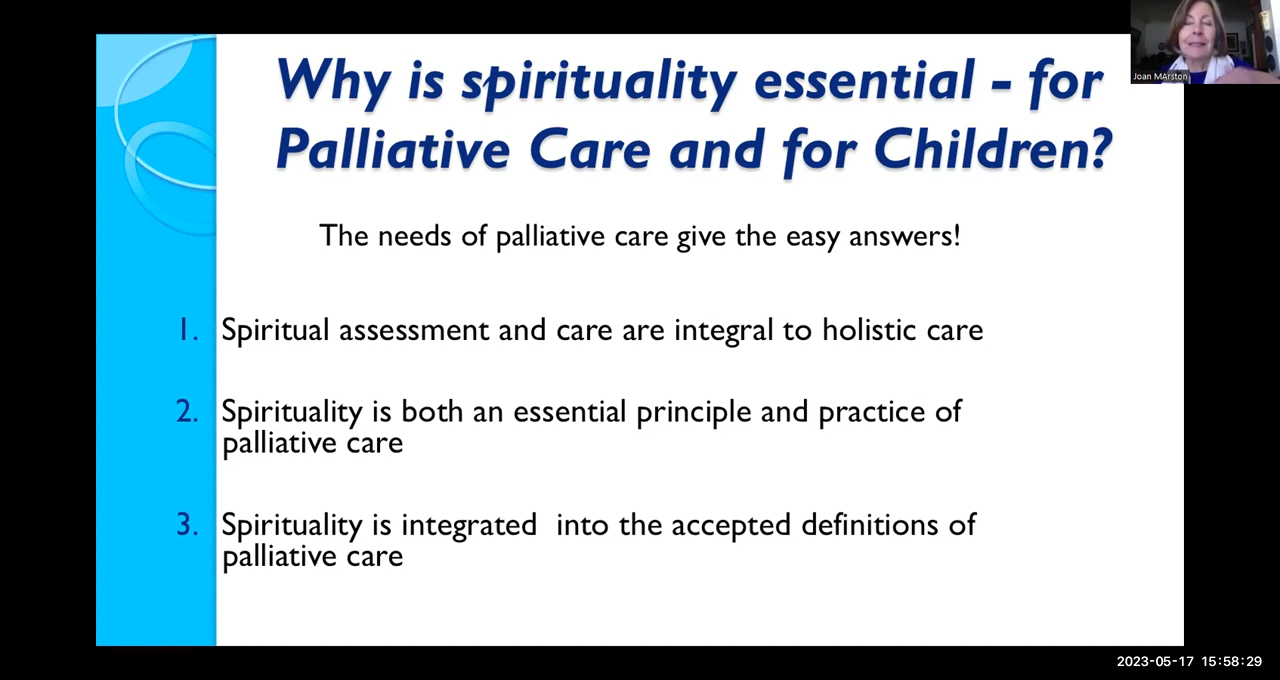 Why is spirituality essential - for
Palliative Care and for Children?
Joan MArston
The needs of palliative care give the easy answers!
1. Spiritual assessment and care are integral to holistic care
2. Spirituality is both an essential principle and practice of
palliative care
3. Spirituality is integrated  into the accepted definitions of
palliative care
2023-05-17 15:58:29